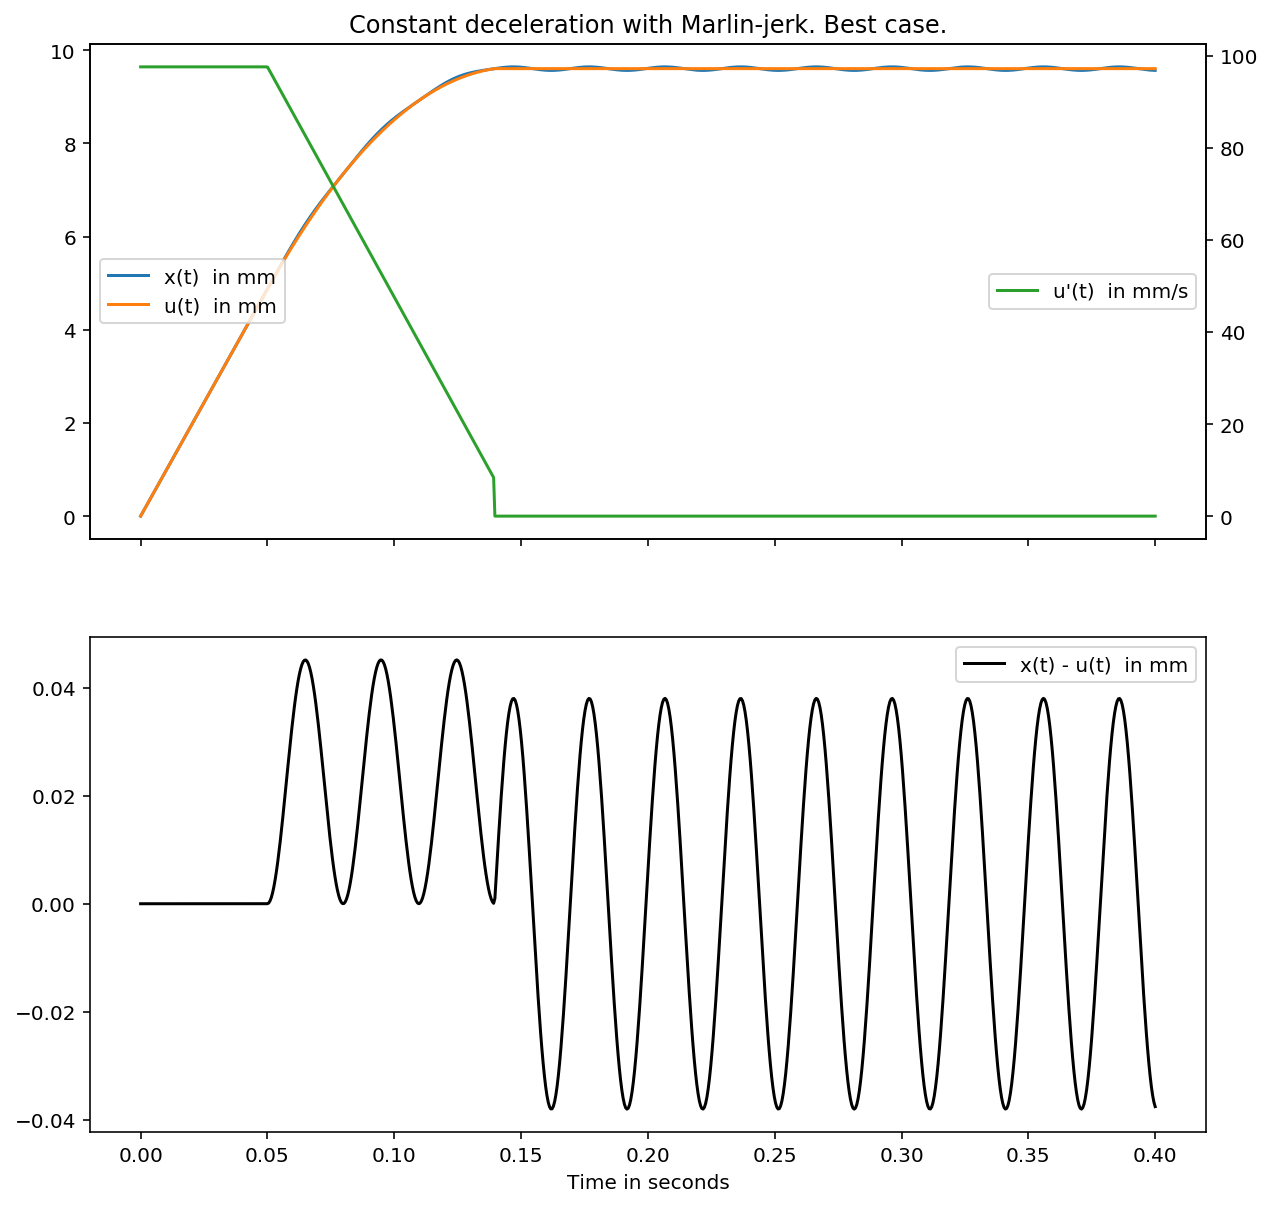 Constant deceleration with Marlin-jerk. Best case.
10
8
6
4
2
0
x(t)  in mm
u(t)  in mm
100
80
60
40
20
0
u'(t)  in mm/s
0.04
0.02
0.00
−0.02
−0.04
x(t) - u(t)  in mm
0.00 0.05 0.10 0.15 0.20 0.25 0.30 0.35 0.40
Time in seconds